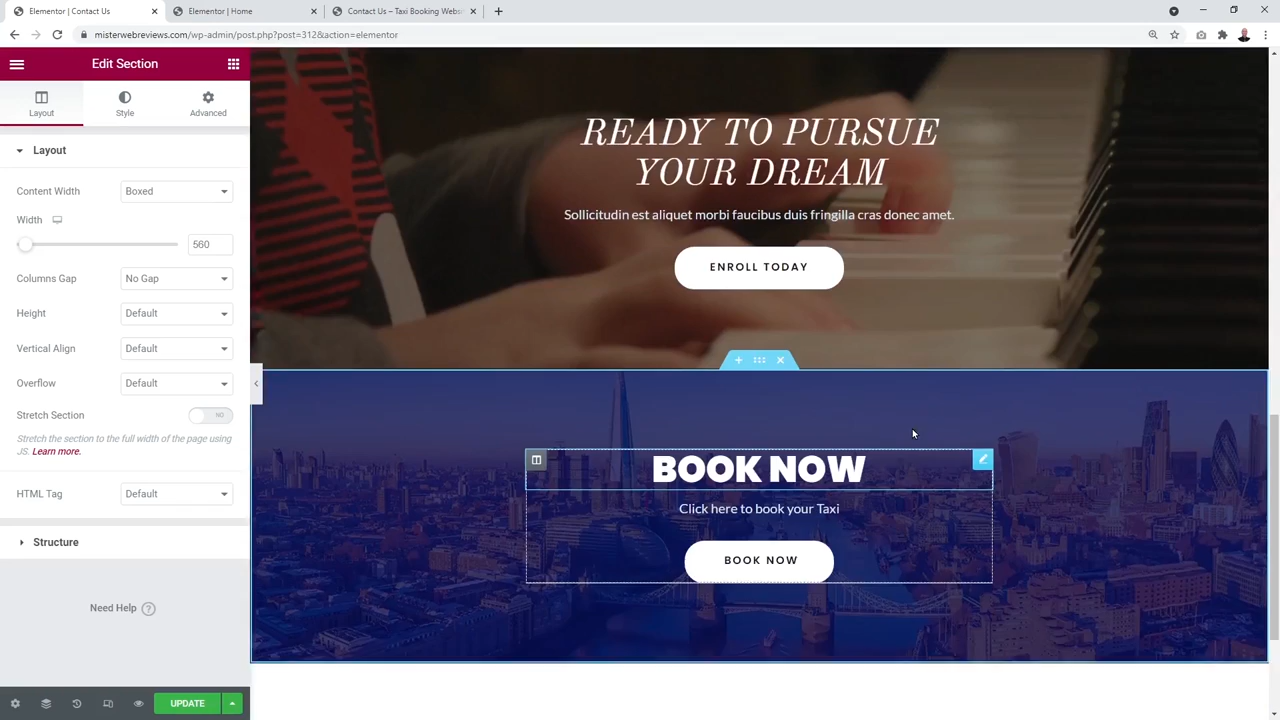 Elementor | Contact Us
Elementor | Home
Contact Us – Taxi Booking Webs
misterwebreviews.com/wp-admin/post.php?post=312&action=elementor
Edit Section
Layout
Style
Advanced
Layout
Content Width
Boxed
Width
560
Columns Gap
No Gap
Height
Default
Vertical Align
Default
Overflow
Default
Stretch Section
NO
Stretch the section to the full width of the page using
JS. Learn more.
HTML Tag
Default
Structure
Need Help ?
UPDATE
READY TO PURSUE
YOUR DREAM
Sollicitudin est aliquet morbi faucibus duis fringilla cras donec amet.
ENROLL TODAY
BOOK NOW
Click here to book your Taxi
BOOK NOW